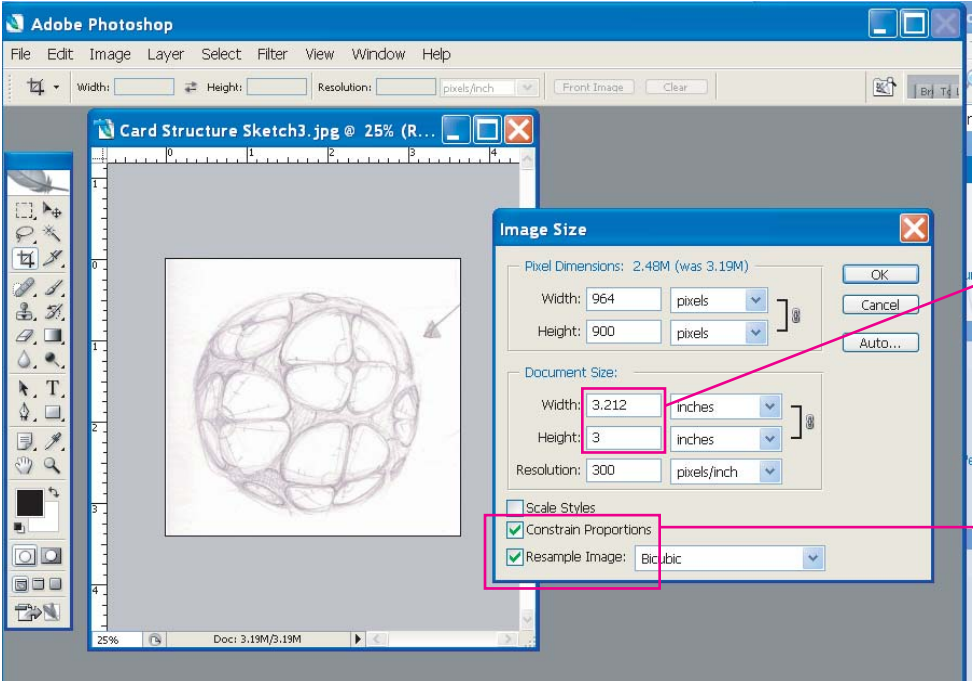 Adobe Photoshop
File Edit Image Layer Select Filter View Window Help
Width: Height: Resolution: pixels/inch Front Image Clear
Card Structure Sketch3.jpg @ 25% (R...
0 1 2 3 4
1
0
1
2
3
4
T
25% Doc: 3.19M/3.19M
Image Size
Pixel Dimensions: 2.48M (was 3.19M)
Width: 964 pixels
Height: 900 pixels
Document Size:
Width: 3.212 inches
Height: 3 inches
Resolution: 300 pixels/inch
Scale Styles
Constrain Proportions
Resample Image: Bicubic
OK
Cancel
Auto...